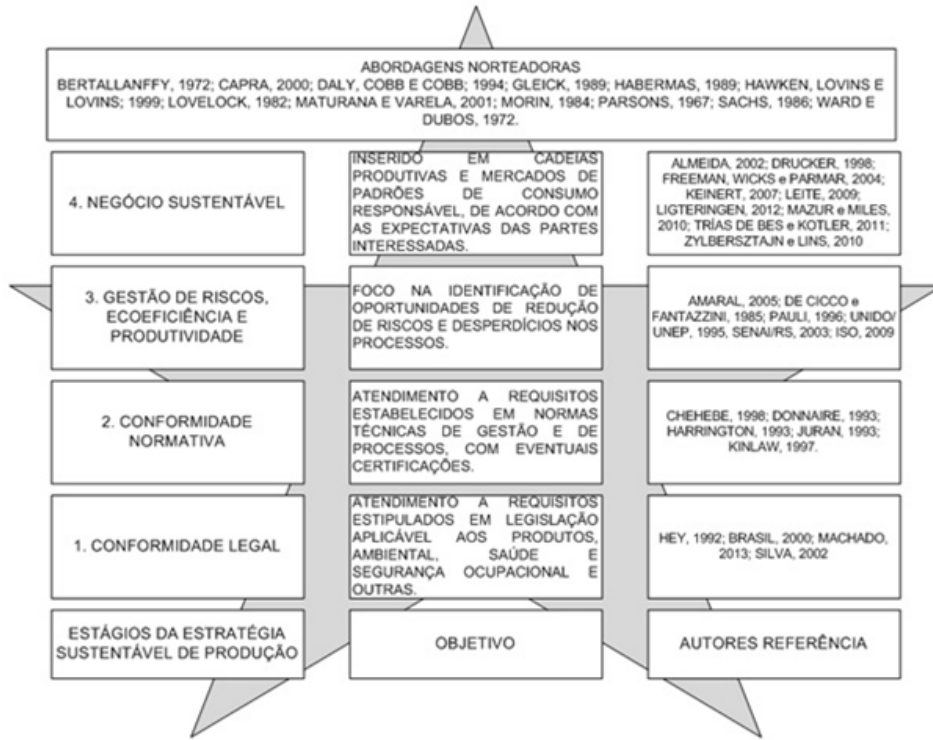 ABORDAGENS NORTEADORAS
BERTALLANFFY, 1972; CAPRA, 2000; DALY, COBB E COBB; 1994; GLEICK, 1989; HABERMAS, 1989; HAWKEN, LOVINS E
LOVINS; 1999; LOVELOCK, 1982; MATURANA E VARELA, 2001; MORIN, 1984; PARSONS, 1967; SACHS, 1986; WARD E
DUBOS, 1972.
4. NEGÓCIO SUSTENTÁVEL
INSERIDO EM CADEIAS
PRODUTIVAS E MERCADOS DE
PADRÕES DE CONSUMO
RESPONSÁVEL, DE ACORDO COM
AS EXPECTATIVAS DAS PARTES
INTERESSADAS.
ALMEIDA, 2002; DRUCKER, 1998;
FREEMAN, WICKS e PARMAR, 2004;
KEINERT, 2007; LEITE, 2009;
LIGTERINGEN, 2012; MAZUR e MILES,
2010; TRÍAS DE BES e KOTLER, 2011;
ZYLBERSZTAJN e LINS, 2010
3. GESTÃO DE RISCOS,
ECOEFICIÊNCIA E
PRODUTIVIDADE
FOCO NA IDENTIFICAÇÃO DE
OPORTUNIDADES DE REDUÇÃO
DE RISCOS E DESPERDÍCIOS NOS
PROCESSOS.
AMARAL, 2005; DE CICCO e
FANTAZZINI, 1985; PAULI, 1996; UNIDO/
UNEP, 1995, SENAI/RS, 2003; ISO, 2009
2. CONFORMIDADE
NORMATIVA
ATENDIMENTO A REQUISITOS
ESTABELECIDOS EM NORMAS
TÉCNICAS DE GESTÃO E DE
PROCESSOS, COM EVENTUAIS
CERTIFICAÇÕES.
CHEHEBE, 1998; DONNAIRE, 1993;
HARRINGTON, 1993; JURAN, 1993;
KINLAW, 1997.
1. CONFORMIDADE LEGAL
ATENDIMENTO A REQUISITOS
ESTIPULADOS EM LEGISLAÇÃO
APLICÁVEL AOS PRODUTOS,
AMBIENTAL, SAÚDE E
SEGURANÇA OCUPACIONAL E
OUTRAS.
HEY, 1992; BRASIL, 2000; MACHADO,
2013; SILVA, 2002
ESTÁGIOS DA ESTRATÉGIA
SUSTENTÁVEL DE PRODUÇÃO
OBJETIVO
AUTORES REFERÊNCIA